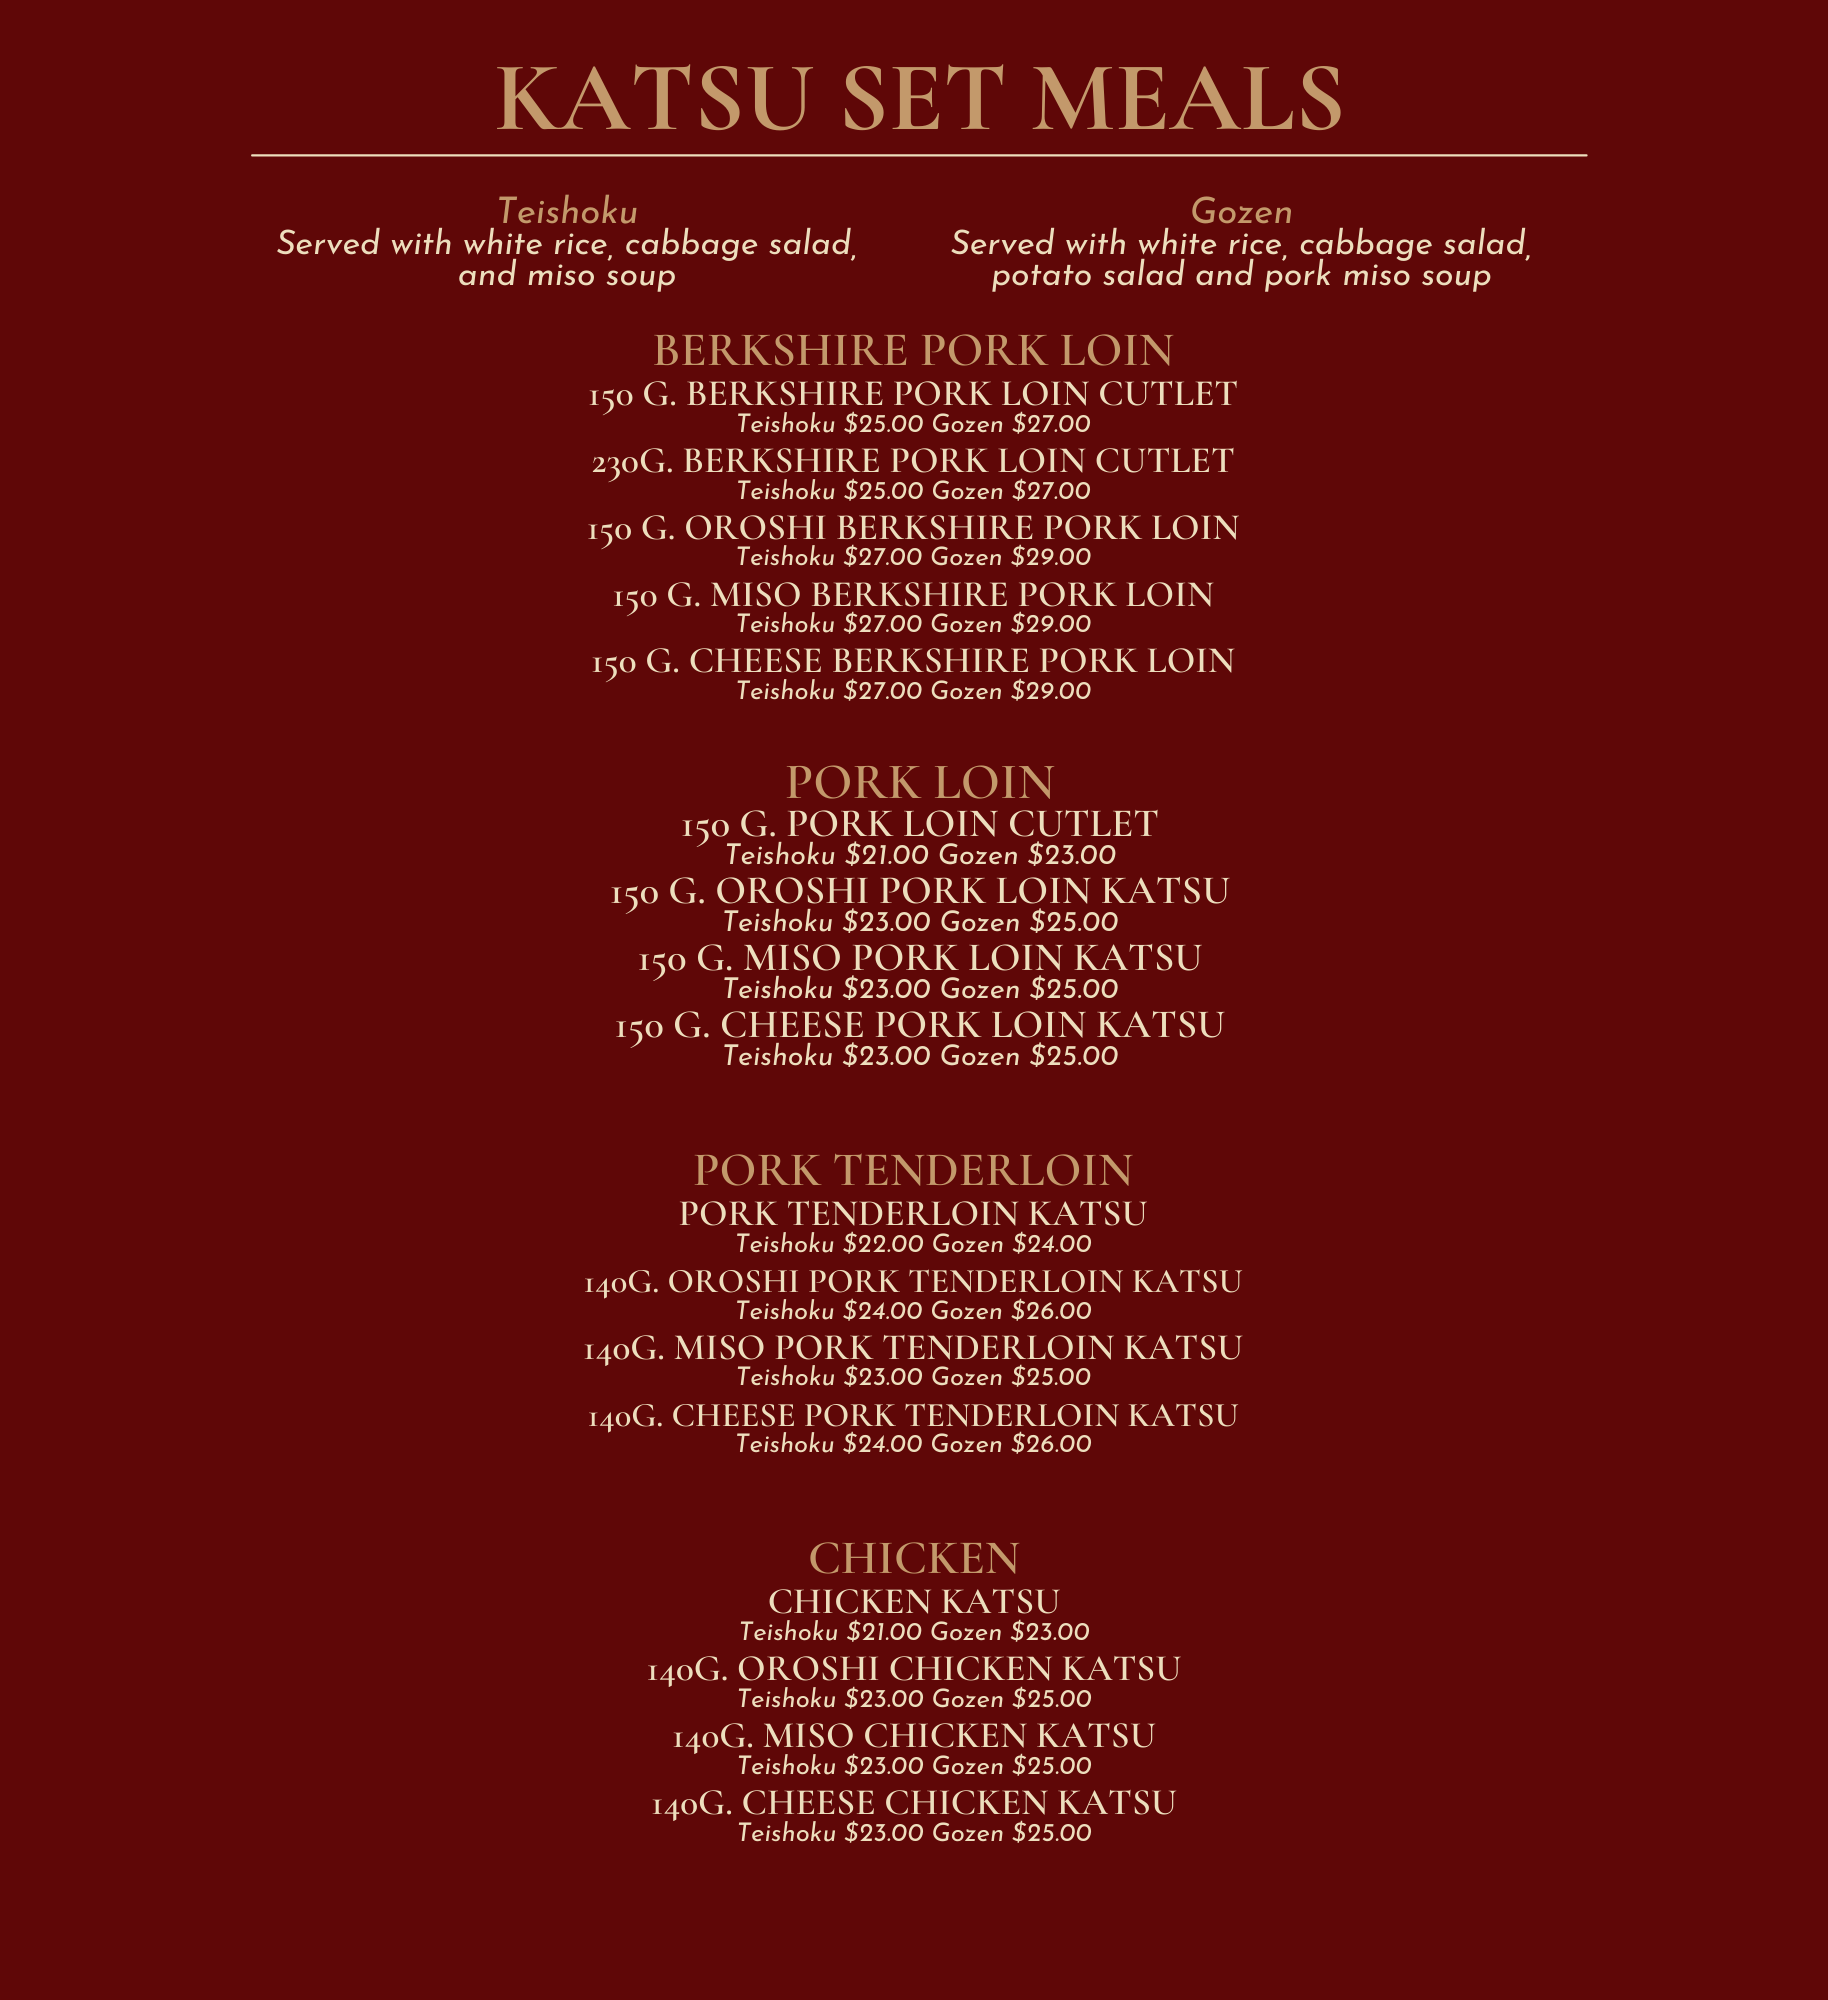 KATSU SET MEALS
Teishoku
Served with white rice, cabbage salad,
and miso soup
Gozen
Served with white rice, cabbage salad,
potato salad and pork miso soup
BERKSHIRE PORK LOIN
150 G. BERKSHIRE PORK LOIN CUTLET
Teishoku $25.00 Gozen $27.00
230G. BERKSHIRE PORK LOIN CUTLET
Teishoku $25.00 Gozen $27.00
150 G. OROSHI BERKSHIRE PORK LOIN
Teishoku $27.00 Gozen $29.00
150 G. MISO BERKSHIRE PORK LOIN
Teishoku $27.00 Gozen $29.00
150 G. CHEESE BERKSHIRE PORK LOIN
Teishoku $27.00 Gozen $29.00
PORK LOIN
150 G. PORK LOIN CUTLET
Teishoku $21.00 Gozen $23.00
150 G. OROSHI PORK LOIN KATSU
Teishoku $23.00 Gozen $25.00
150 G. MISO PORK LOIN KATSU
Teishoku $23.00 Gozen $25.00
150 G. CHEESE PORK LOIN KATSU
Teishoku $23.00 Gozen $25.00
PORK TENDERLOIN
PORK TENDERLOIN KATSU
Teishoku $22.00 Gozen $24.00
140G. OROSHI PORK TENDERLOIN KATSU
Teishoku $24.00 Gozen $26.00
140G. MISO PORK TENDERLOIN KATSU
Teishoku $23.00 Gozen $25.00
140G. CHEESE PORK TENDERLOIN KATSU
Teishoku $24.00 Gozen $26.00
CHICKEN
CHICKEN KATSU
Teishoku $21.00 Gozen $23.00
140G. OROSHI CHICKEN KATSU
Teishoku $23.00 Gozen $25.00
140G. MISO CHICKEN KATSU
Teishoku $23.00 Gozen $25.00
140G. CHEESE CHICKEN KATSU
Teishoku $23.00 Gozen $25.00